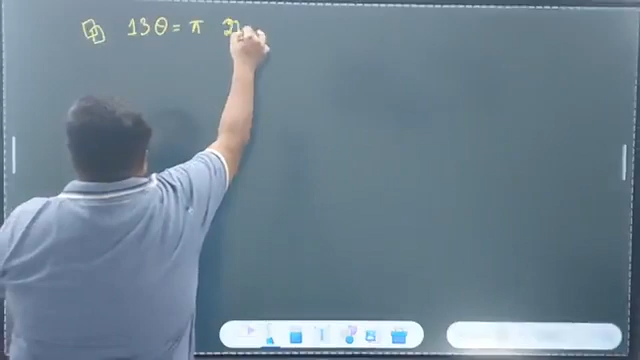 13θ = π